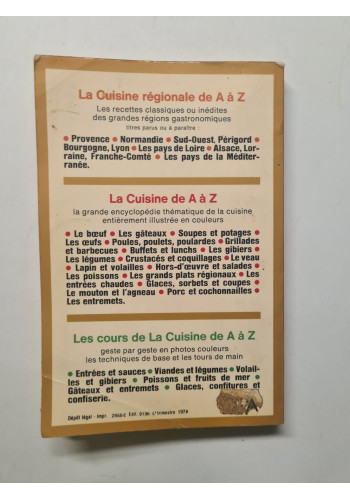 La Cuisine régionale de A à Z
Les recettes classiques ou inédites
des grandes régions gastronomiques
titres parus ou à paraître :
● Provence ● Normandie ● Sud-Ouest, Périgord ●
Bourgogne, Lyon ● Les pays de Loire ● Alsace, Lor-
raine, Franche-Comté ● Les pays de la Méditer-
ranée.
La Cuisine de A à Z
la grande encyclopédie thématique de la cuisine
entièrement illustrée en couleurs
● Le bœuf ● Les gâteaux ● Soupes et potages ●
Les œufs ● Poules, poulets, poulardes ● Grillades
et barbecues ● Buffets et lunchs ● Les gibiers ●
Les légumes ● Crustacés et coquillages ● Le veau
● Lapin et volailles ● Hors-d'œuvre et salades ●
Les poissons ● Les grands plats régionaux ● Les
entrées chaudes ● Glaces, sorbets et coupes ●
Le mouton et l'agneau ● Porc et cochonnailles ●
Les entremets.
Les cours de La Cuisine de A à Z
geste par geste en photos couleurs
les techniques de base et les tours de main
● Entrées et sauces ● Viandes et légumes ● Volail-
les et gibiers ● Poissons et fruits de mer ●
Gâteaux et entremets ● Glaces, confitures et
confiserie.
Dépôt légal - Impr.